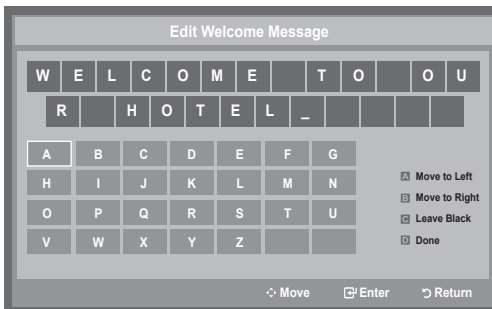 Edit Welcome Message
W E L C O M E   T O   O U
R   H O T E L _
A B C D E F G
H I J K L M N
O P Q R S T U
V W X Y Z
A Move to Left
B Move to Right
C Leave Black
D Done
Move Enter Return